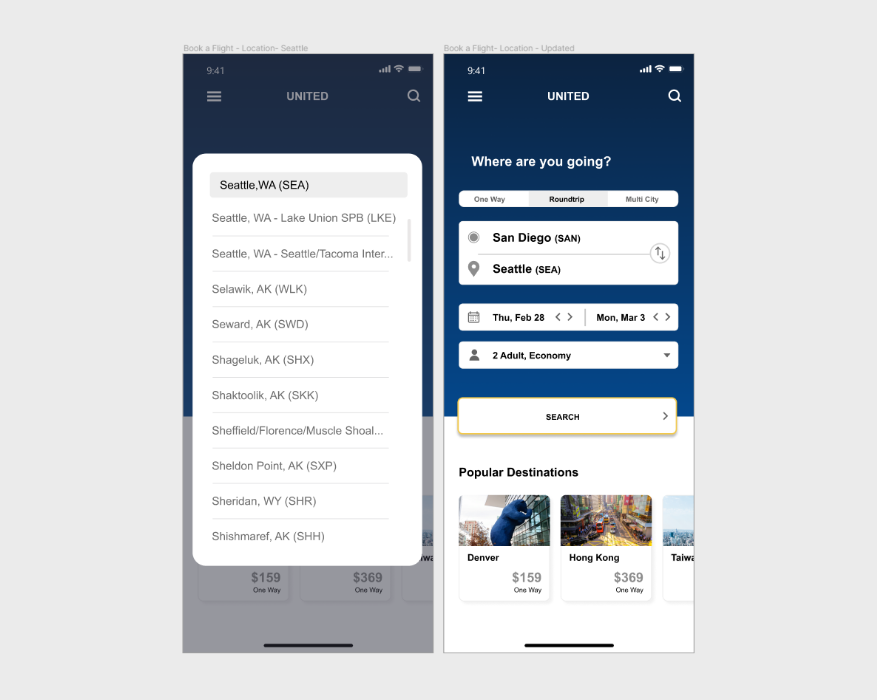 Book a Flight - Location- Seattle
9:41
UNITED
Seattle,WA (SEA)
Seattle, WA - Lake Union SPB (LKE)
Seattle, WA - Seattle/Tacoma Inter...
Selawik, AK (WLK)
Seward, AK (SWD)
Shageluk, AK (SHX)
Shaktoolik, AK (SKK)
Sheffield/Florence/Muscle Shoal...
Sheldon Point, AK (SXP)
Sheridan, WY (SHR)
Shishmaref, AK (SHH)
$159
One Way
$369
One Way
Book a Flight- Location - Updated
9:41
UNITED
Where are you going?
One Way Roundtrip Multi City
San Diego (SAN)
Seattle (SEA)
Thu, Feb 28 Mon, Mar 3
2 Adult, Economy
SEARCH
Popular Destinations
Denver Hong Kong Taiwa
$159 $369
One Way One Way